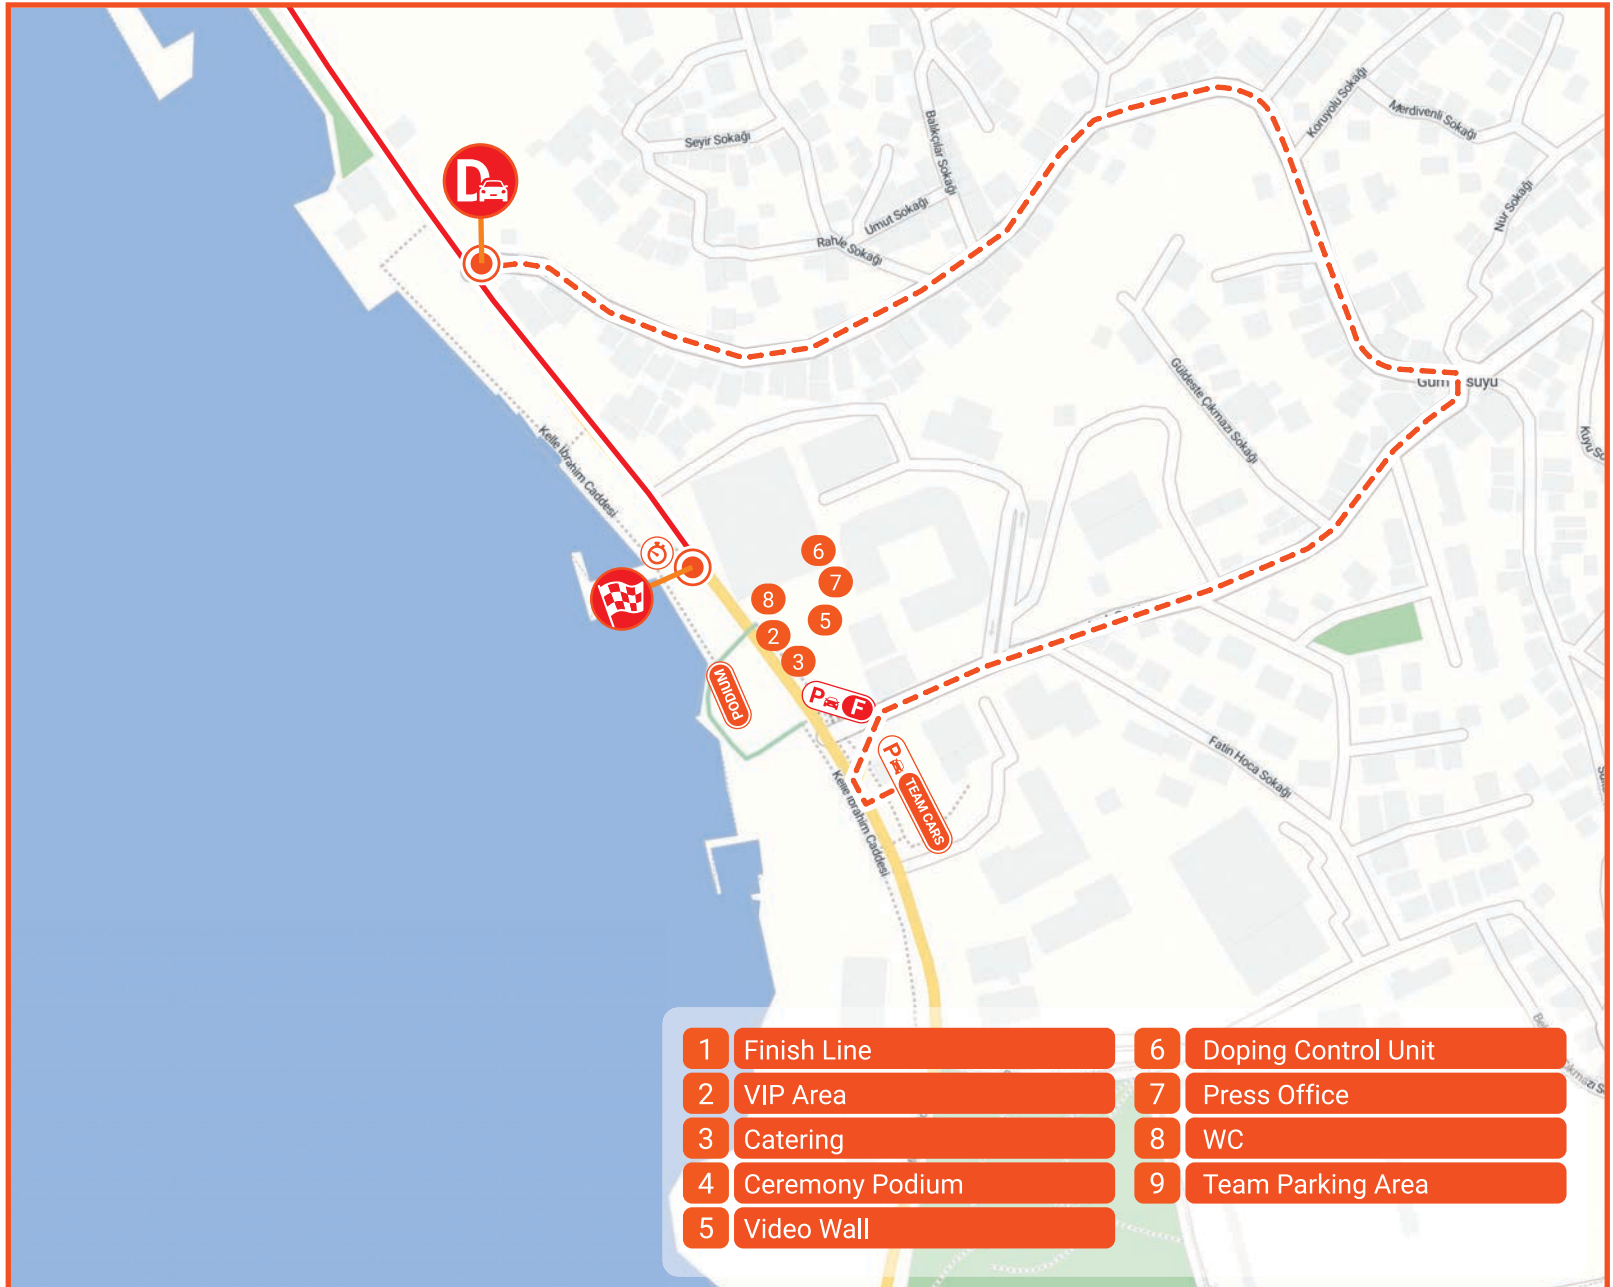 Koruyolu Sokağı
Merdivenli Sokağı
Balıkçılar Sokağı
Seyir Sokağı
D
Umut Sokağı
Nur Sokağı
Rahle Sokağı
Güldeste Çıkmazı Sokağı
Güm suyu
Kelle İbrahim Caddesi
6
7
8
5
2
3
PODIUM
P F
P TEAM CARS
Fatin Hoca Sokağı
Kelle İbrahim Caddesi
1 Finish Line
2 VIP Area
3 Catering
4 Ceremony Podium
5 Video Wall
6 Doping Control Unit
7 Press Office
8 WC
9 Team Parking Area